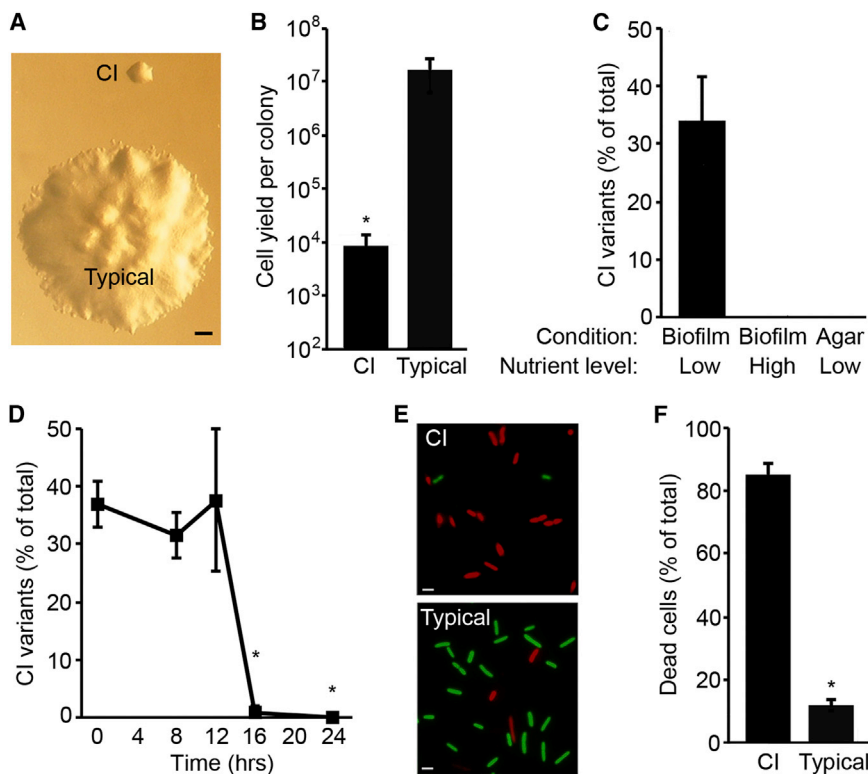 A
CI
Typical
B
Cell yield per colony
10^8
10^7
10^6
10^5
10^4
10^3
10^2
*
CI Typical
C
CI variants (% of total)
50
40
30
20
10
0
Condition: Biofilm Biofilm Agar
Nutrient level: Low High Low
D
CI variants (% of total)
50
40
30
20
10
0
*
*
0 4 8 12 16 20 24
Time (hrs)
E
CI
Typical
F
Dead cells (% of total)
100
80
60
40
20
0
*
CI Typical